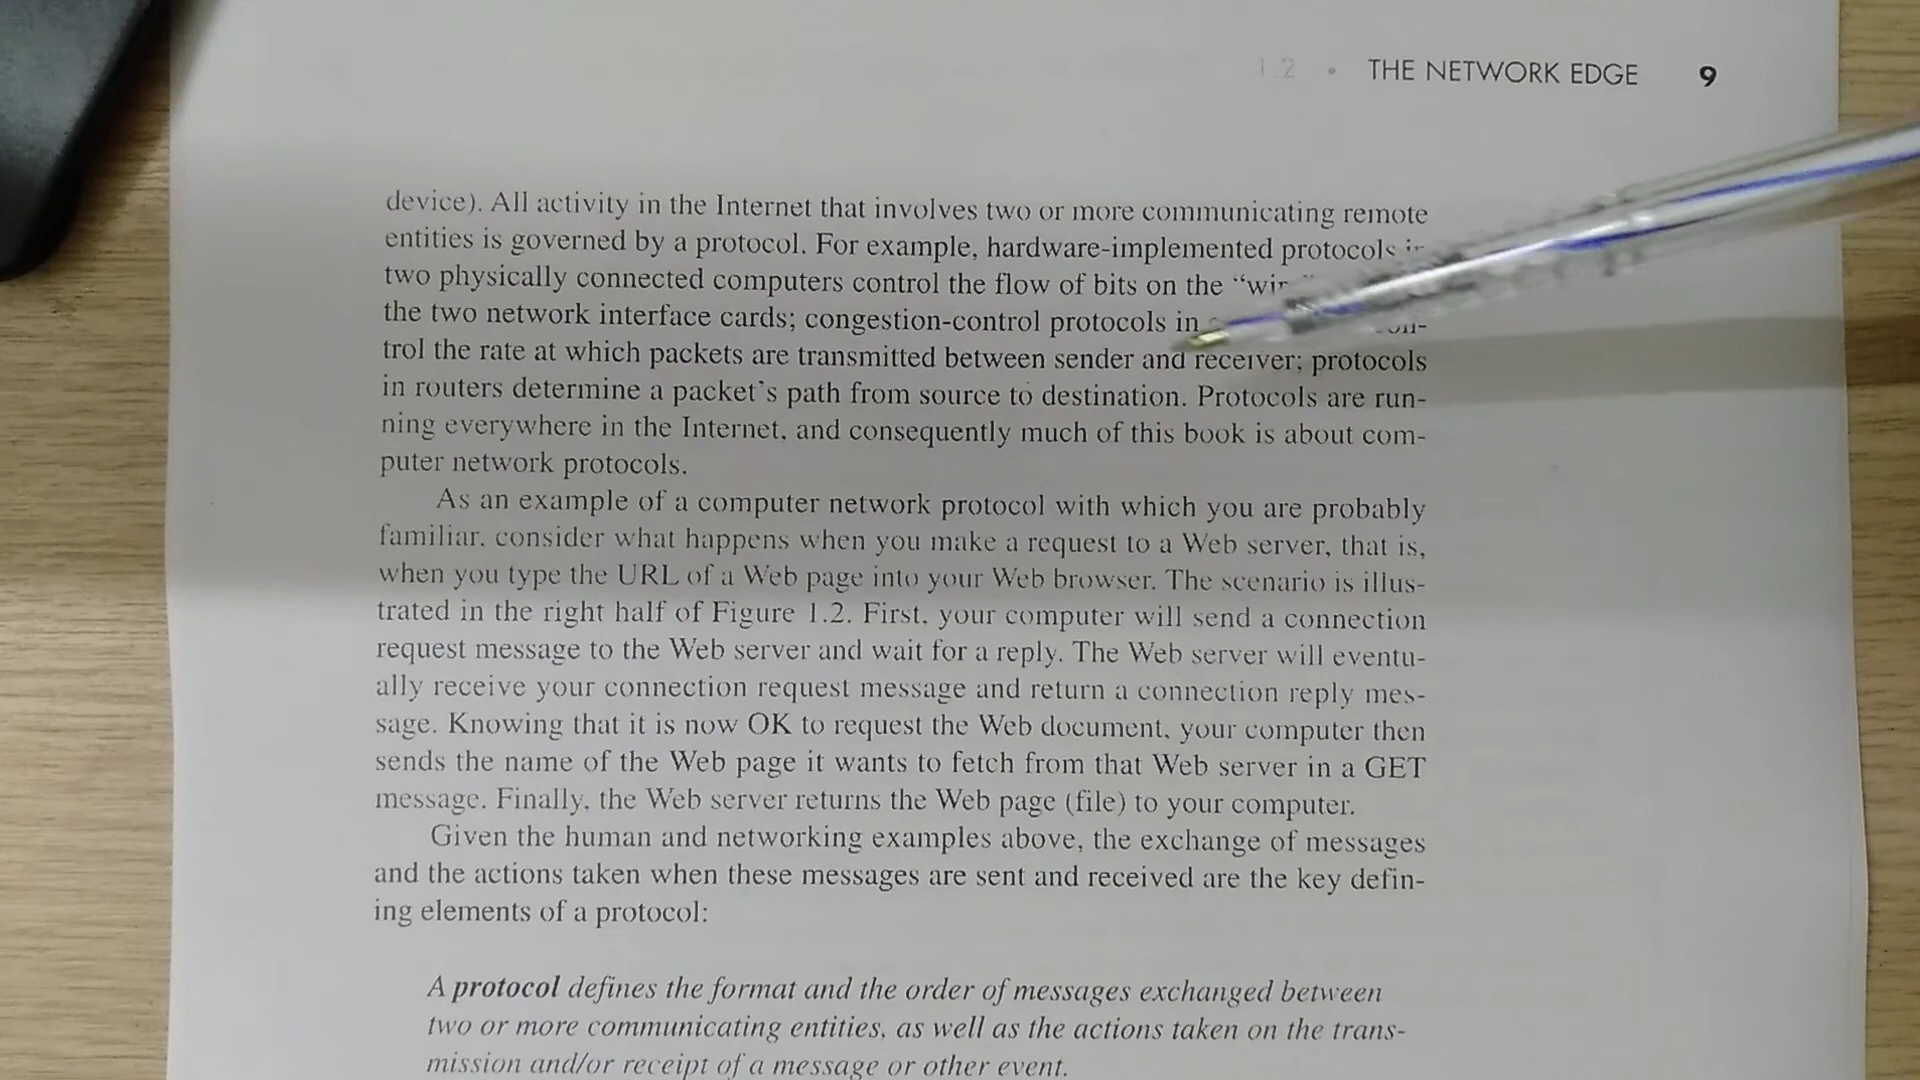 1.2 • THE NETWORK EDGE 9
device). All activity in the Internet that involves two or more communicating remote
entities is governed by a protocol. For example, hardware-implemented protocols
two physically connected computers control the flow of bits on the
the two network interface cards; congestion-control protocols in
trol the rate at which packets are transmitted between sender and receiver; protocols
in routers determine a packet's path from source to destination. Protocols are run-
ning everywhere in the Internet, and consequently much of this book is about com-
puter network protocols.
As an example of a computer network protocol with which you are probably
familiar, consider what happens when you make a request to a Web server, that is,
when you type the URL of a Web page into your Web browser. The scenario is illus-
trated in the right half of Figure 1.2. First, your computer will send a connection
request message to the Web server and wait for a reply. The Web server will eventu-
ally receive your connection request message and return a connection reply mes-
sage. Knowing that it is now OK to request the Web document, your computer then
sends the name of the Web page it wants to fetch from that Web server in a GET
message. Finally, the Web server returns the Web page (file) to your computer.
Given the human and networking examples above, the exchange of messages
and the actions taken when these messages are sent and received are the key defin-
ing elements of a protocol:
A protocol defines the format and the order of messages exchanged between
two or more communicating entities, as well as the actions taken on the trans-
mission and/or receipt of a message or other event.